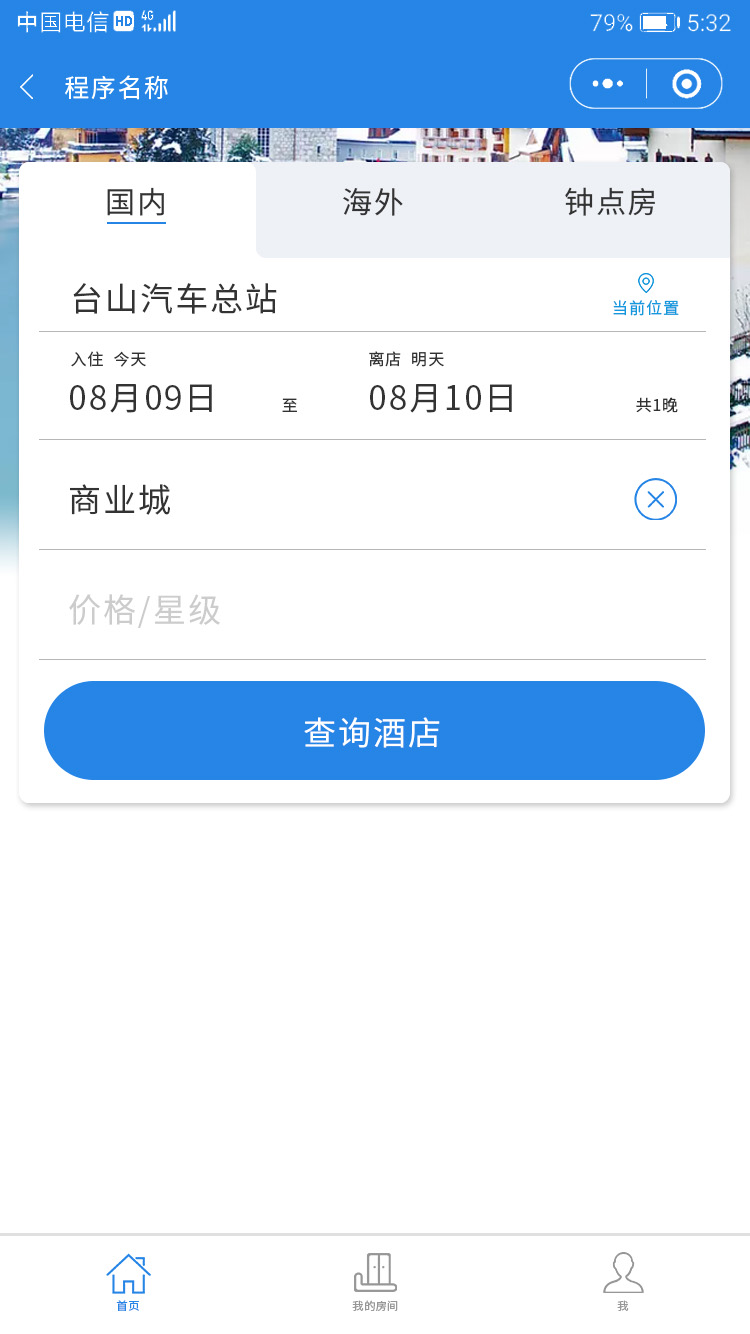 中国电信 HD 4G 79% 5:32
程序名称
国内 海外 钟点房
台山汽车总站
当前位置
入住 今天 离店 明天
08月09日 至 08月10日 共1晚
商业城
价格/星级
查询酒店
首页 我的房间 我